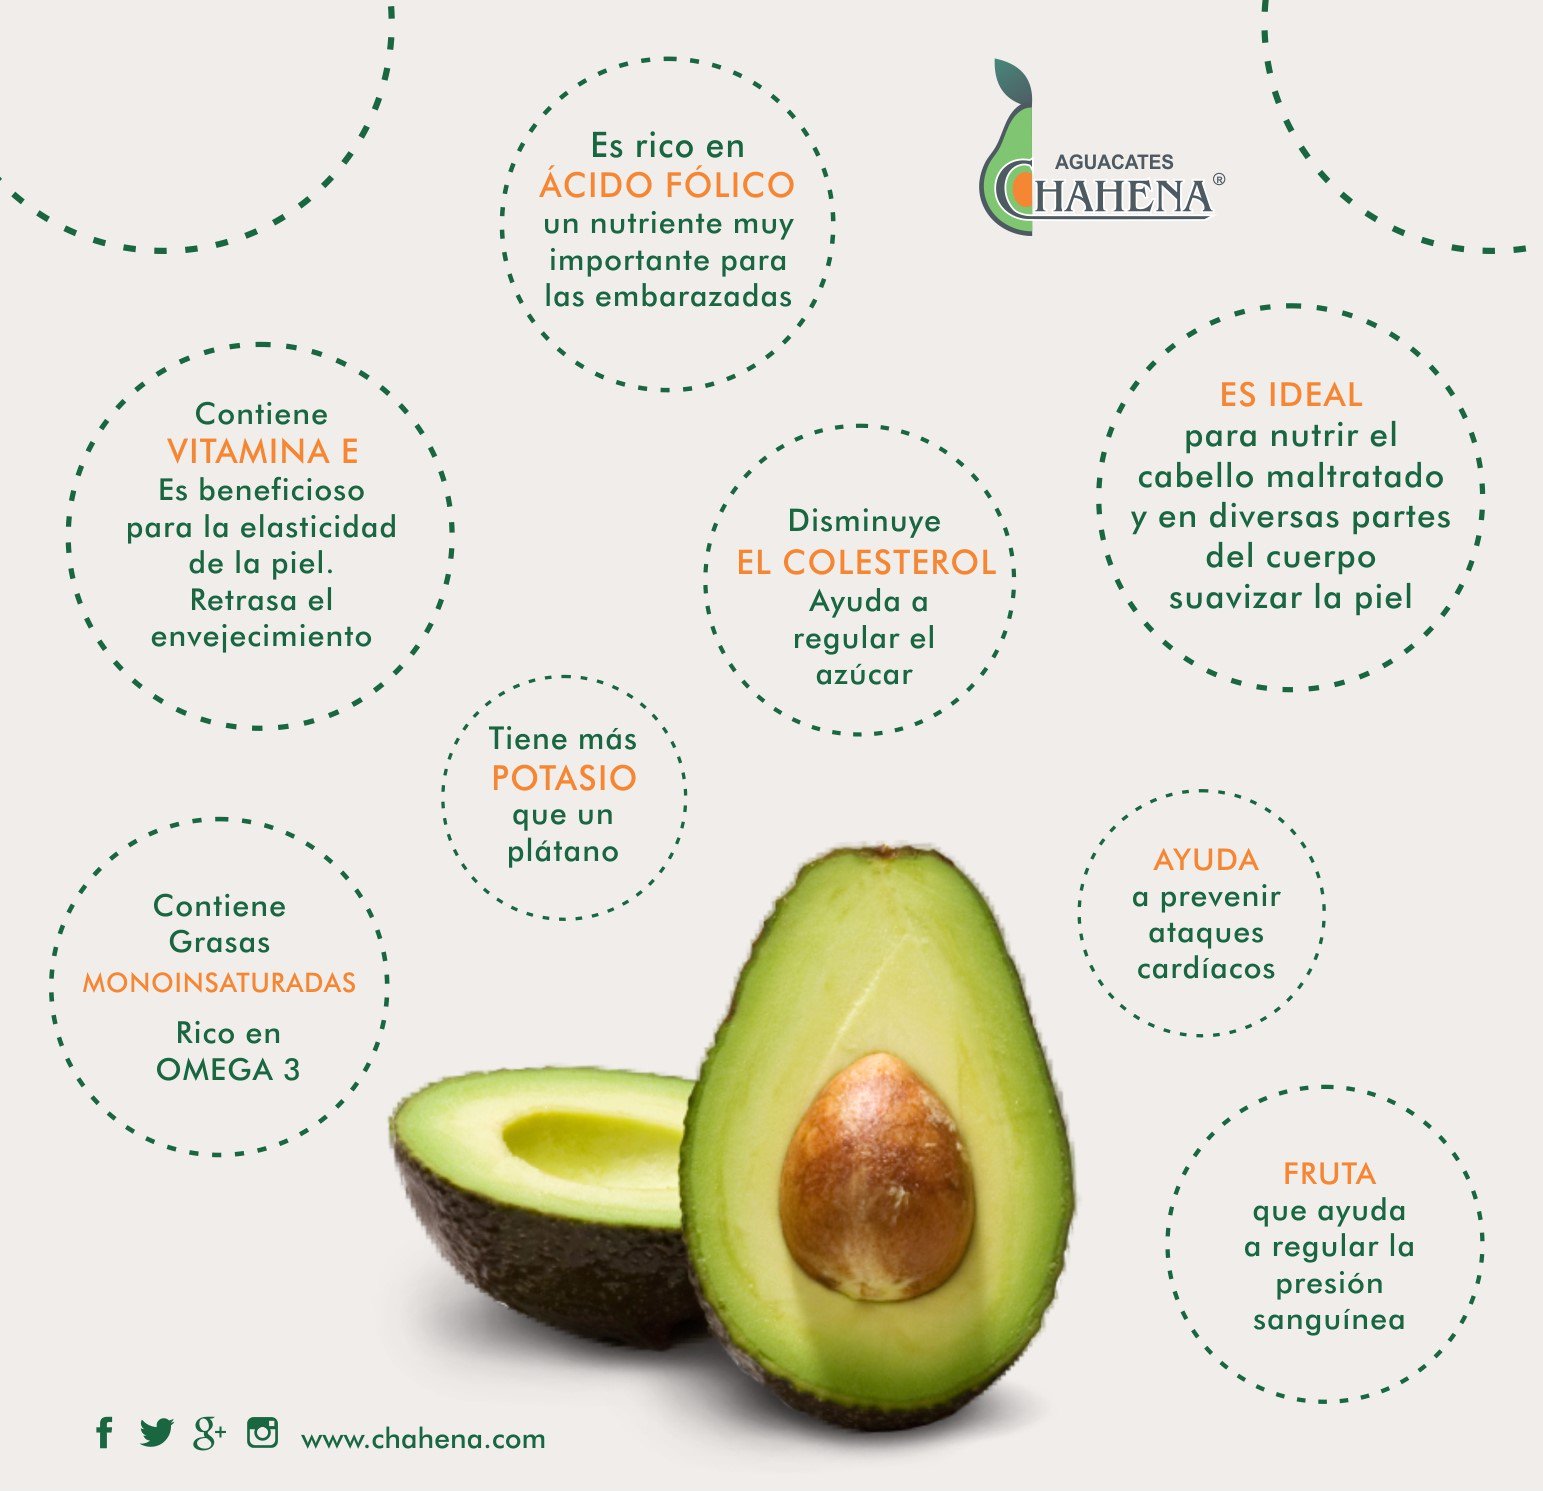 Es rico en
ÁCIDO FÓLICO
un nutriente muy
importante para
las embarazadas
AGUACATES
CHAHENA®
Contiene
VITAMINA E
Es beneficioso
para la elasticidad
de la piel.
Retrasa el
envejecimiento
Disminuye
EL COLESTEROL
Ayuda a
regular el
azúcar
ES IDEAL
para nutrir el
cabello maltratado
y en diversas partes
del cuerpo
suavizar la piel
Tiene más
POTASIO
que un
plátano
Contiene
Grasas
MONOINSATURADAS
Rico en
OMEGA 3
AYUDA
a prevenir
ataques
cardíacos
FRUTA
que ayuda
a regular la
presión
sanguínea
www.chahena.com